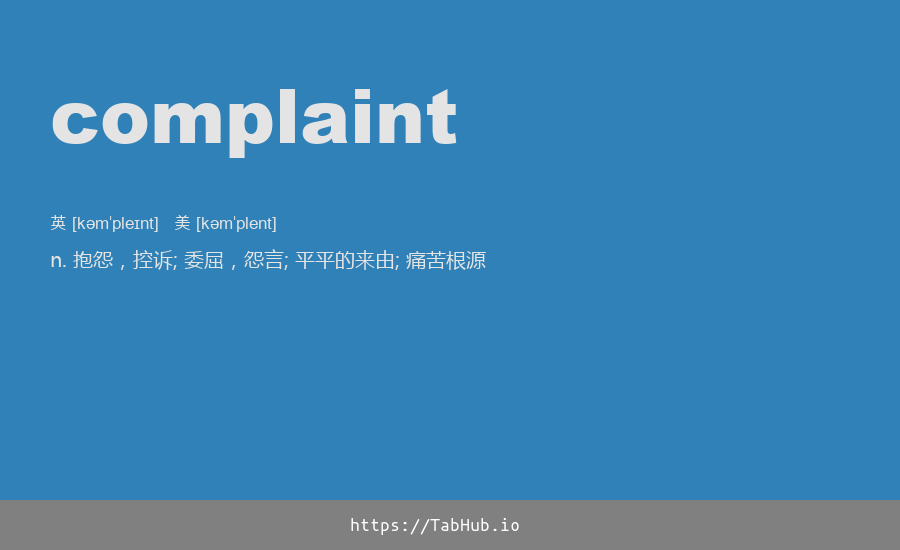 complaint
英 [kəmˈpleɪnt] 美 [kəmˈplent]
n. 抱怨，控诉; 委屈，怨言; 平平的来由; 痛苦根源
https://TabHub.io